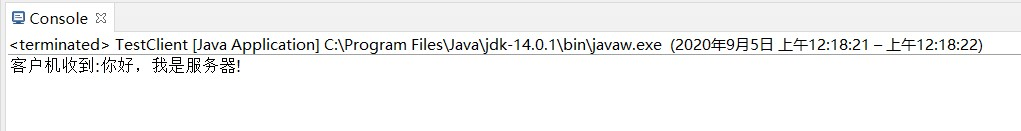 Console
<terminated> TestClient [Java Application] C:\Program Files\Java\jdk-14.0.1\bin\javaw.exe (2020年9月5日 上午12:18:21 – 上午12:18:22)
客户机收到:你好，我是服务器!